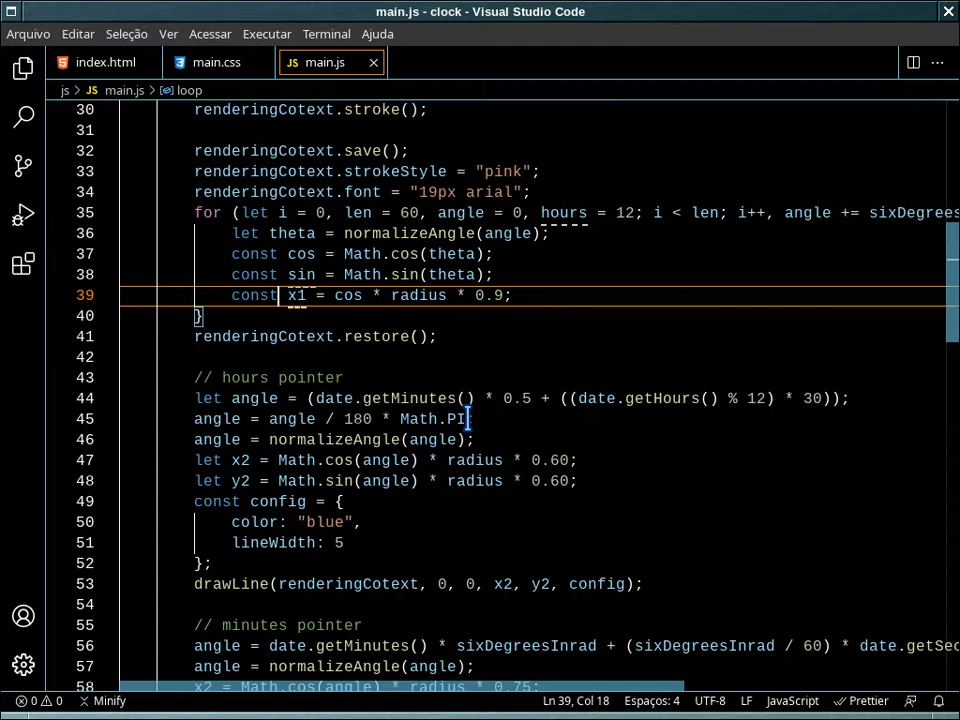 main.js - clock - Visual Studio Code
Arquivo Editar Seleção Ver Acessar Executar Terminal Ajuda
index.html main.css JS main.js
js > JS main.js > loop
30 renderingCotext.stroke();
31
32 renderingCotext.save();
33 renderingCotext.strokeStyle = "pink";
34 renderingCotext.font = "19px arial";
35 for (let i = 0, len = 60, angle = 0, hours = 12; i < len; i++, angle += sixDegrees
36 let theta = normalizeAngle(angle);
37 const cos = Math.cos(theta);
38 const sin = Math.sin(theta);
39 const x1 = cos * radius * 0.9;
40 }
41 renderingCotext.restore();
42
43 // hours pointer
44 let angle = (date.getMinutes() * 0.5 + ((date.getHours() % 12) * 30));
45 angle = angle / 180 * Math.PI;
46 angle = normalizeAngle(angle);
47 let x2 = Math.cos(angle) * radius * 0.60;
48 let y2 = Math.sin(angle) * radius * 0.60;
49 const config = {
50 color: "blue",
51 lineWidth: 5
52 };
53 drawLine(renderingCotext, 0, 0, x2, y2, config);
54
55 // minutes pointer
56 angle = date.getMinutes() * sixDegreesInrad + (sixDegreesInrad / 60) * date.getSec
57 angle = normalizeAngle(angle);
58 x2 = Math.cos(angle) * radius * 0.75;
0 0 Minify Ln 39, Col 18 Espaços: 4 UTF-8 LF JavaScript Prettier